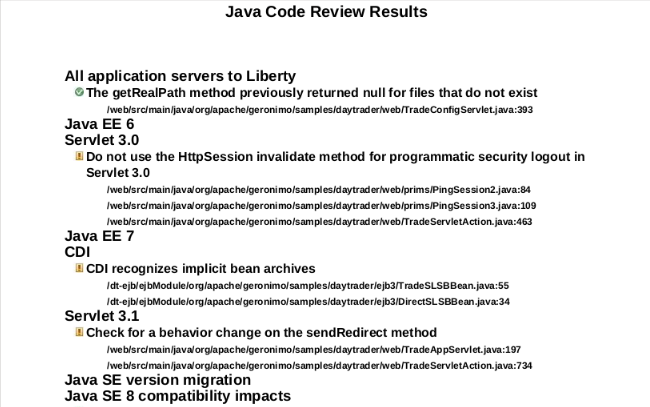 Java Code Review Results
All application servers to Liberty
The getRealPath method previously returned null for files that do not exist
/web/src/main/java/org/apache/geronimo/samples/daytrader/web/TradeConfigServlet.java:393
Java EE 6
Servlet 3.0
Do not use the HttpSession invalidate method for programmatic security logout in
Servlet 3.0
/web/src/main/java/org/apache/geronimo/samples/daytrader/web/prims/PingSession2.java:84
/web/src/main/java/org/apache/geronimo/samples/daytrader/web/prims/PingSession3.java:109
/web/src/main/java/org/apache/geronimo/samples/daytrader/web/TradeServletAction.java:463
Java EE 7
CDI
CDI recognizes implicit bean archives
/dt-ejb/ejbModule/org/apache/geronimo/samples/daytrader/ejb3/TradeSLSBBean.java:55
/dt-ejb/ejbModule/org/apache/geronimo/samples/daytrader/ejb3/DirectSLSBBean.java:34
Servlet 3.1
Check for a behavior change on the sendRedirect method
/web/src/main/java/org/apache/geronimo/samples/daytrader/web/TradeAppServlet.java:197
/web/src/main/java/org/apache/geronimo/samples/daytrader/web/TradeServletAction.java:734
Java SE version migration
Java SE 8 compatibility impacts